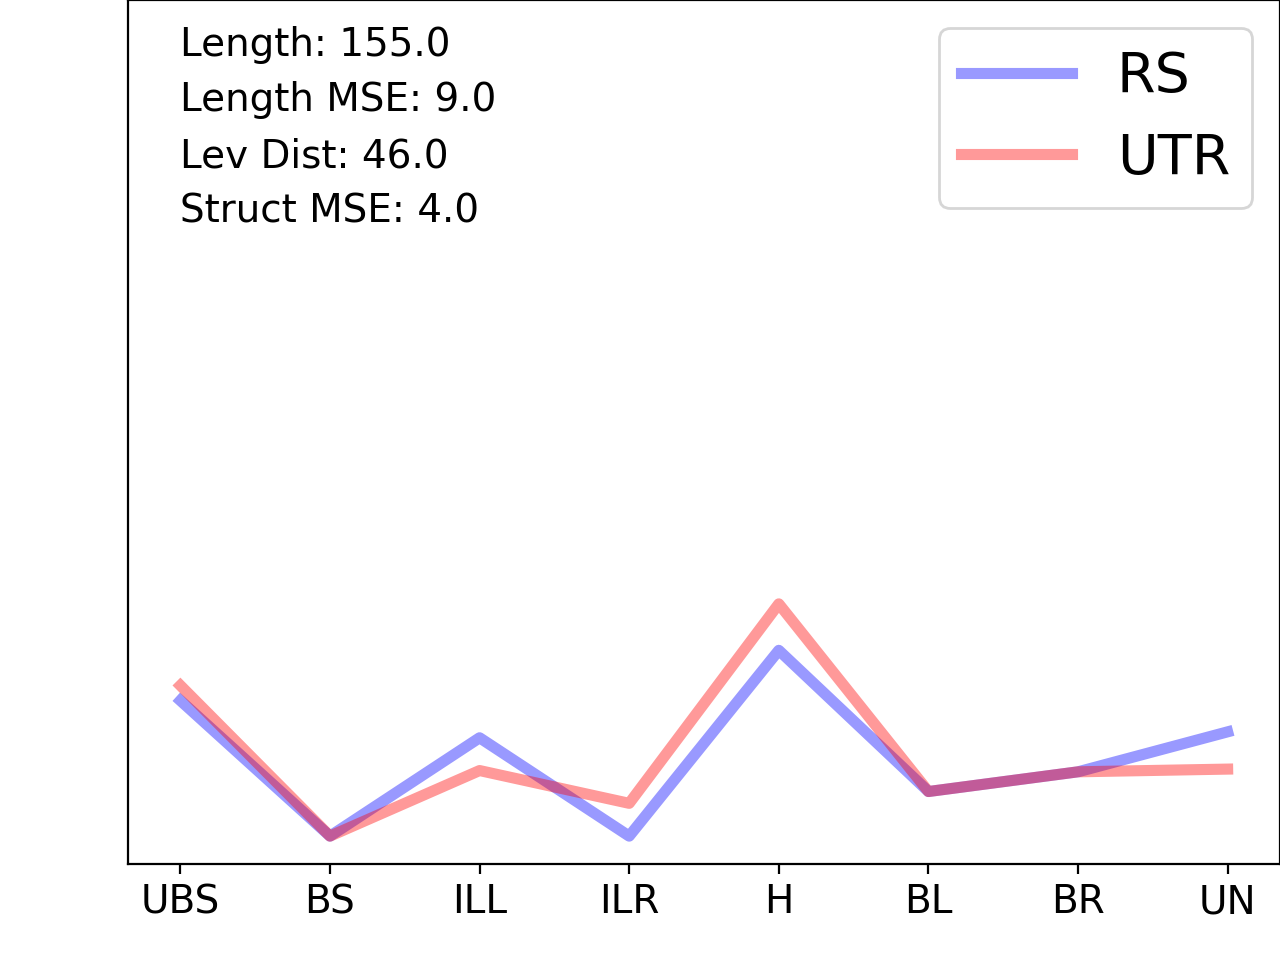 Length: 155.0
Length MSE: 9.0
Lev Dist: 46.0
Struct MSE: 4.0
RS
UTR
UBS BS ILL ILR H BL BR UN